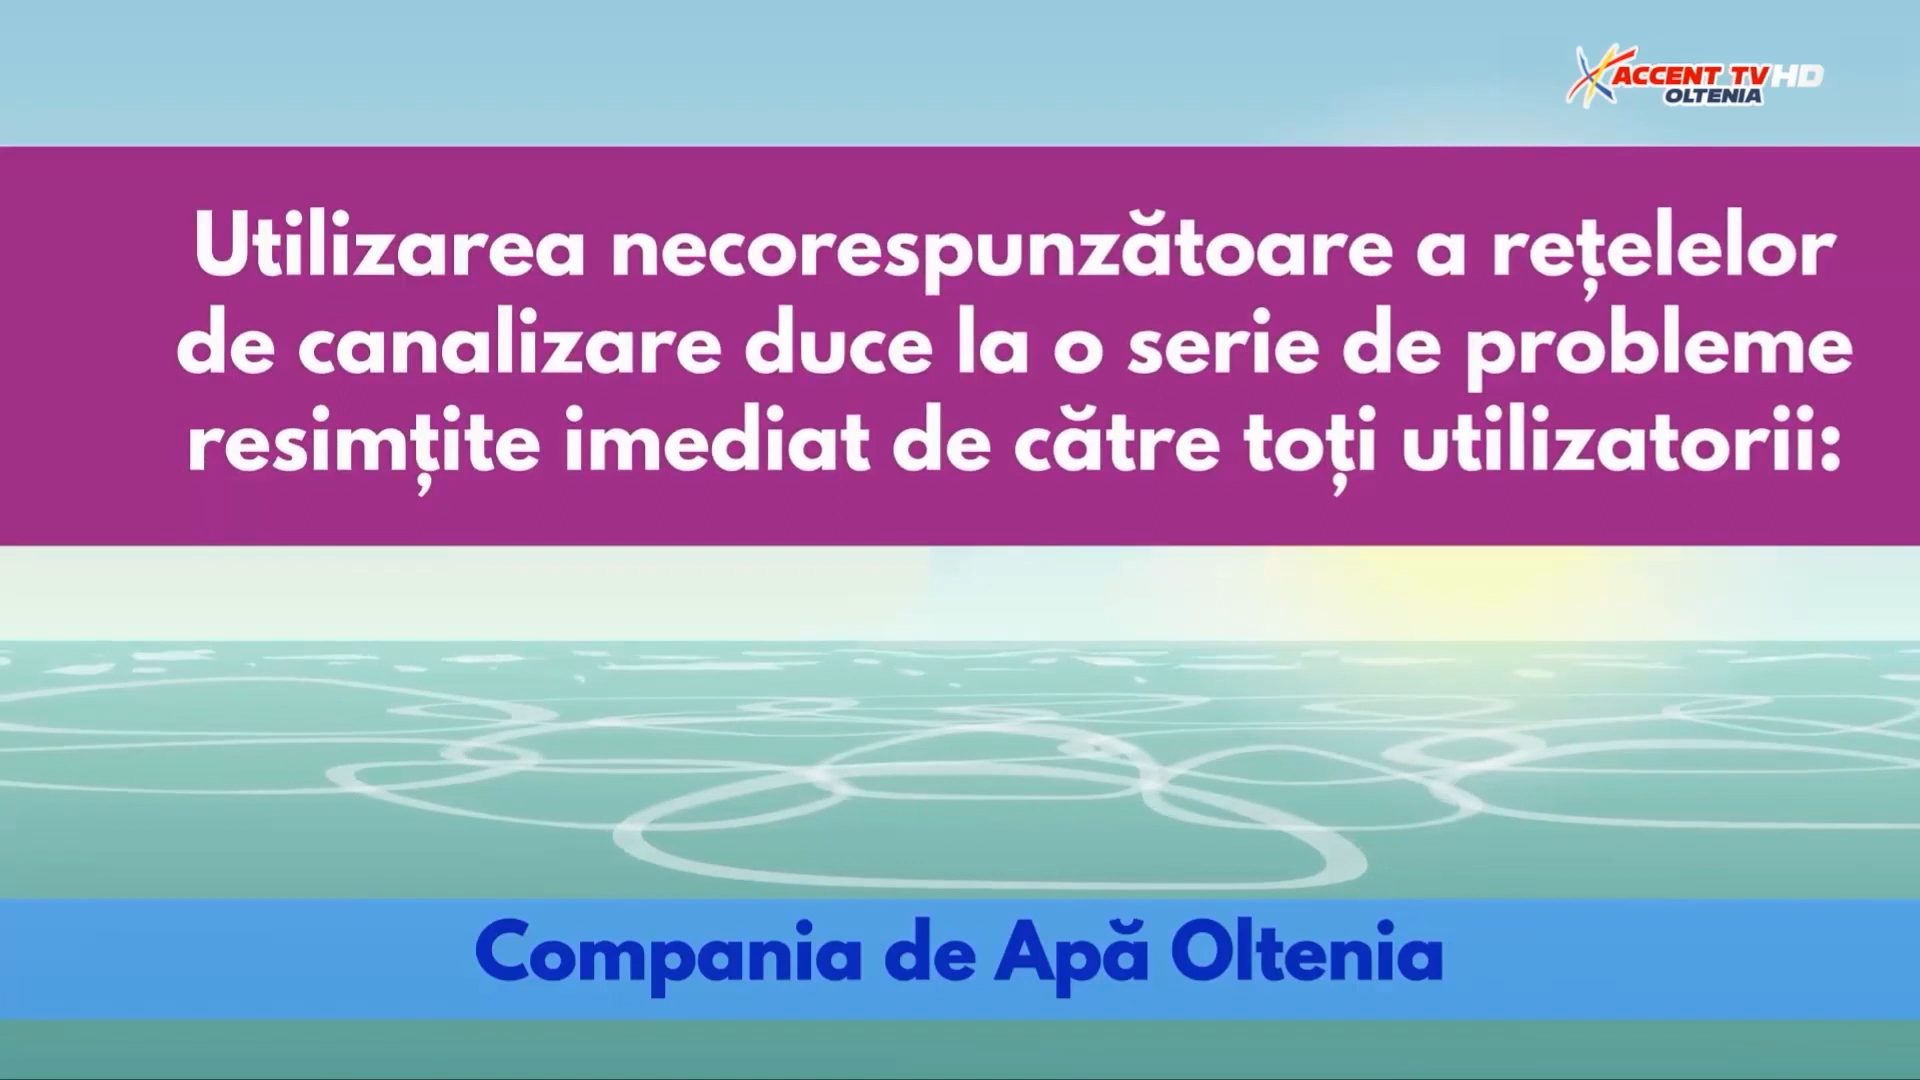 ACCENT TV HD
OLTENIA
Utilizarea necorespunzătoare a rețelelor
de canalizare duce la o serie de probleme
resimțite imediat de către toți utilizatorii:
Compania de Apă Oltenia